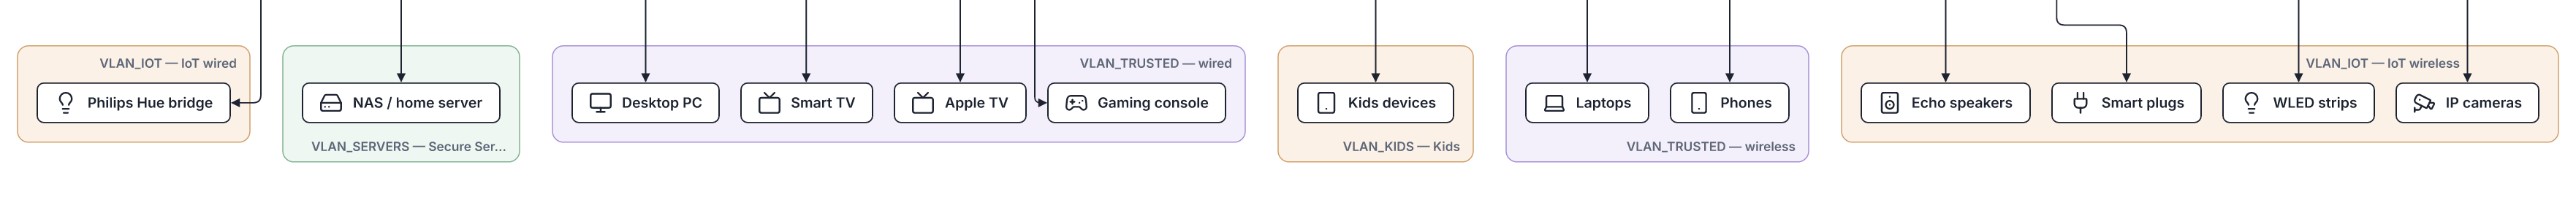 VLAN_IOT — IoT wired
Philips Hue bridge
NAS / home server
VLAN_SERVERS — Secure Ser...
VLAN_TRUSTED — wired
Desktop PC
Smart TV
Apple TV
Gaming console
Kids devices
VLAN_KIDS — Kids
Laptops
Phones
VLAN_TRUSTED — wireless
VLAN_IOT — IoT wireless
Echo speakers
Smart plugs
WLED strips
IP cameras